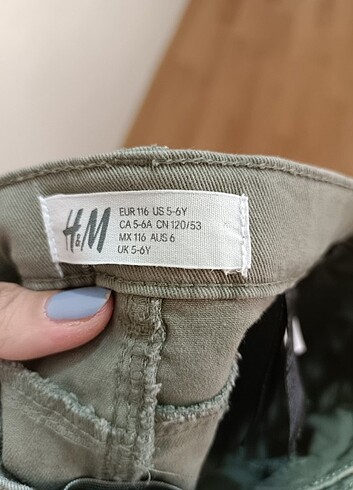 H&M
EUR 116 US 5-6Y
CA 5-6A CN 120/53
MX 116 AUS 6
UK 5-6Y